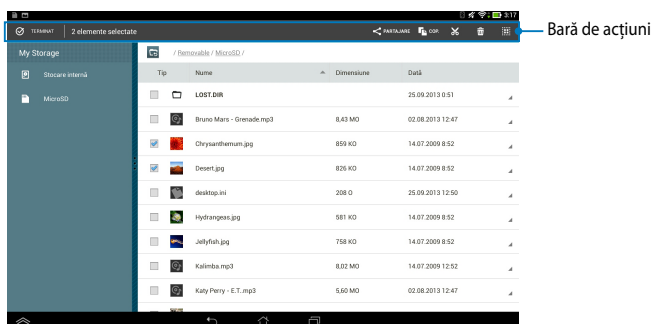 3:17
TERMINAT 2 elemente selectate PARTAJARE COP.
Bară de acțiuni
My Storage
Stocare internă
MicroSD
/ Removable / MicroSD /
Tip Nume Dimensiune Dată
LOST.DIR 25.09.2013 0:51
Bruno Mars - Grenade.mp3 8,43 MO 02.08.2013 12:47
Chrysanthemum.jpg 859 KO 14.07.2009 8:52
Desert.jpg 826 KO 14.07.2009 8:52
desktop.ini 208 O 25.09.2013 12:50
Hydrangeas.jpg 581 KO 14.07.2009 8:52
Jellyfish.jpg 758 KO 14.07.2009 8:52
Kalimba.mp3 8,02 MO 14.07.2009 12:52
Katy Perry - E.T..mp3 5,60 MO 02.08.2013 12:47